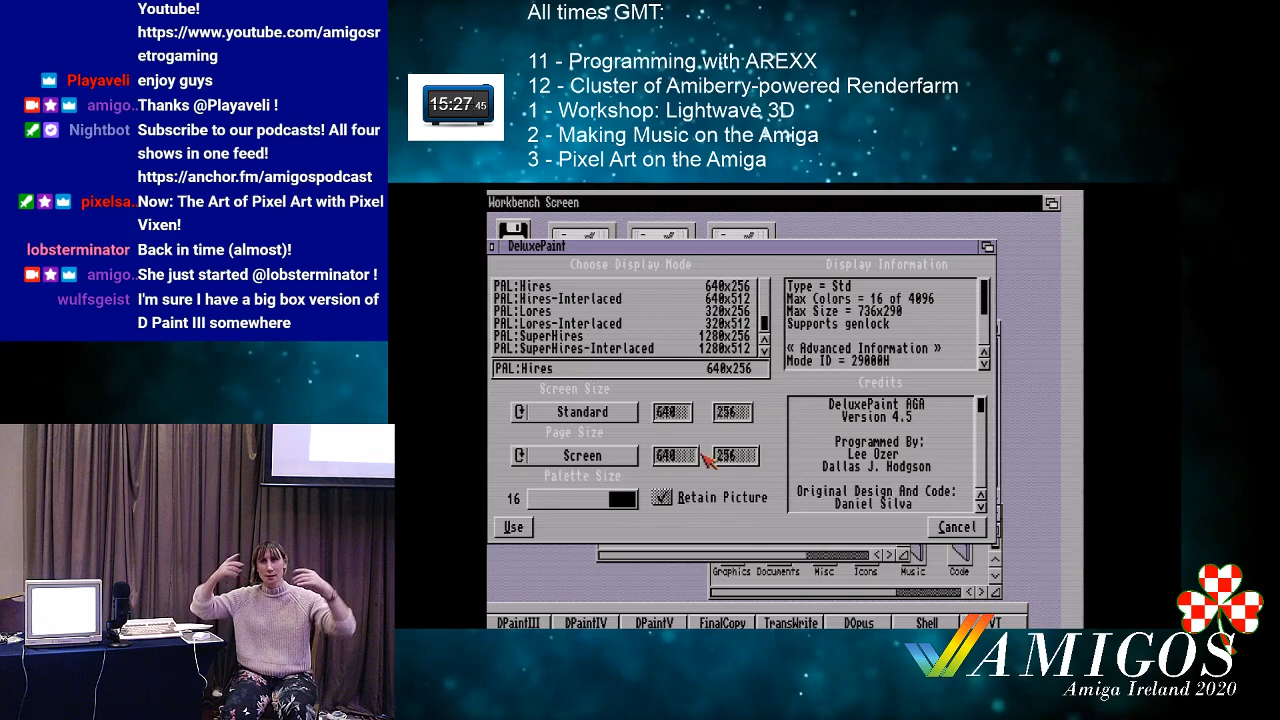 Youtube!
https://www.youtube.com/amigosr
etrogaming
Playaveli enjoy guys
amigo.. Thanks @Playaveli !
Nightbot Subscribe to our podcasts! All four
shows in one feed!
https://anchor.fm/amigospodcast
pixelsa.. Now: The Art of Pixel Art with Pixel
Vixen!
lobsterminator Back in time (almost)!
amigo.. She just started @lobsterminator !
wulfsgeist I'm sure I have a big box version of
D Paint III somewhere
15:27 45
All times GMT:
11 - Programming with AREXX
12 - Cluster of Amiberry-powered Renderfarm
1 - Workshop: Lightwave 3D
2 - Making Music on the Amiga
3 - Pixel Art on the Amiga
Workbench Screen
DeluxePaint
Choose Display Mode
PAL:Hires 640x256
PAL:Hires-Interlaced 640x512
PAL:Lores 320x256
PAL:Lores-Interlaced 320x512
PAL:SuperHires 1280x256
PAL:SuperHires-Interlaced 1280x512
PAL:Hires 640x256
Screen Size
Standard 640 256
Page Size
Screen 640 256
Palette Size
16
Retain Picture
Use
Cancel
Display Information
Type = Std
Max Colors = 16 of 4096
Max Size = 736x290
Supports genlock
« Advanced Information »
Mode ID = 29000H
Credits
DeluxePaint AGA
Version 4.5
Programmed By:
Lee Ozer
Dallas J. Hodgson
Original Design And Code:
Daniel Silva
Graphics Documents Misc Icons Music Code
DPaintIII DPaintIV DPaintV FinalCopy TransWrite DOpus Shell
AMIGOS
Amiga Ireland 2020